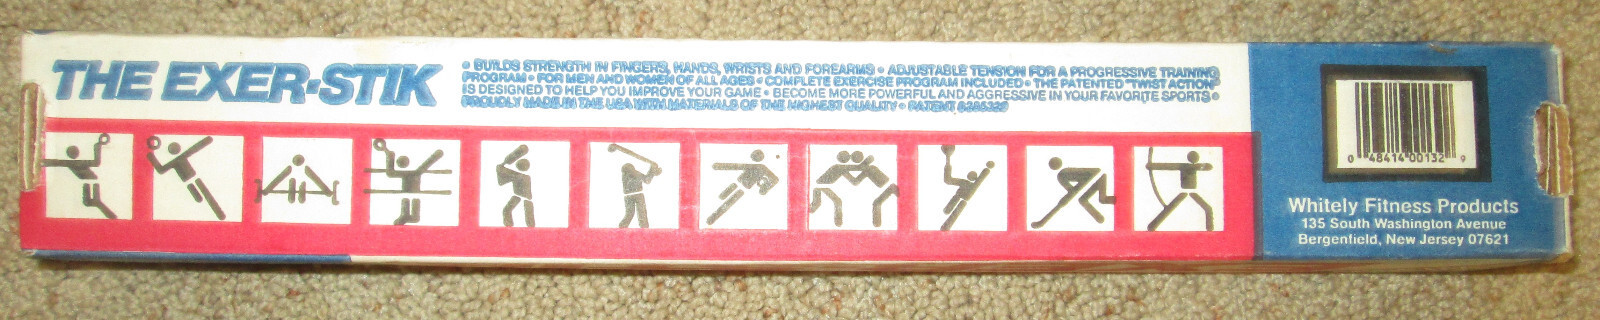 THE EXER-STIK
• BUILDS STRENGTH IN FINGERS, HANDS, WRISTS AND FOREARMS • ADJUSTABLE TENSION FOR A PROGRESSIVE TRAINING
PROGRAM • FOR MEN AND WOMEN OF ALL AGES • COMPLETE EXERCISE PROGRAM INCLUDED • THE PATENTED "TWIST ACTION"
IS DESIGNED TO HELP YOU IMPROVE YOUR GAME • BECOME MORE POWERFUL AND AGGRESSIVE IN YOUR FAVORITE SPORTS •
PROUDLY MADE IN THE USA WITH MATERIALS OF THE HIGHEST QUALITY • PATENT
0 48414 00132 9
Whitely Fitness Products
135 South Washington Avenue
Bergenfield, New Jersey 07621